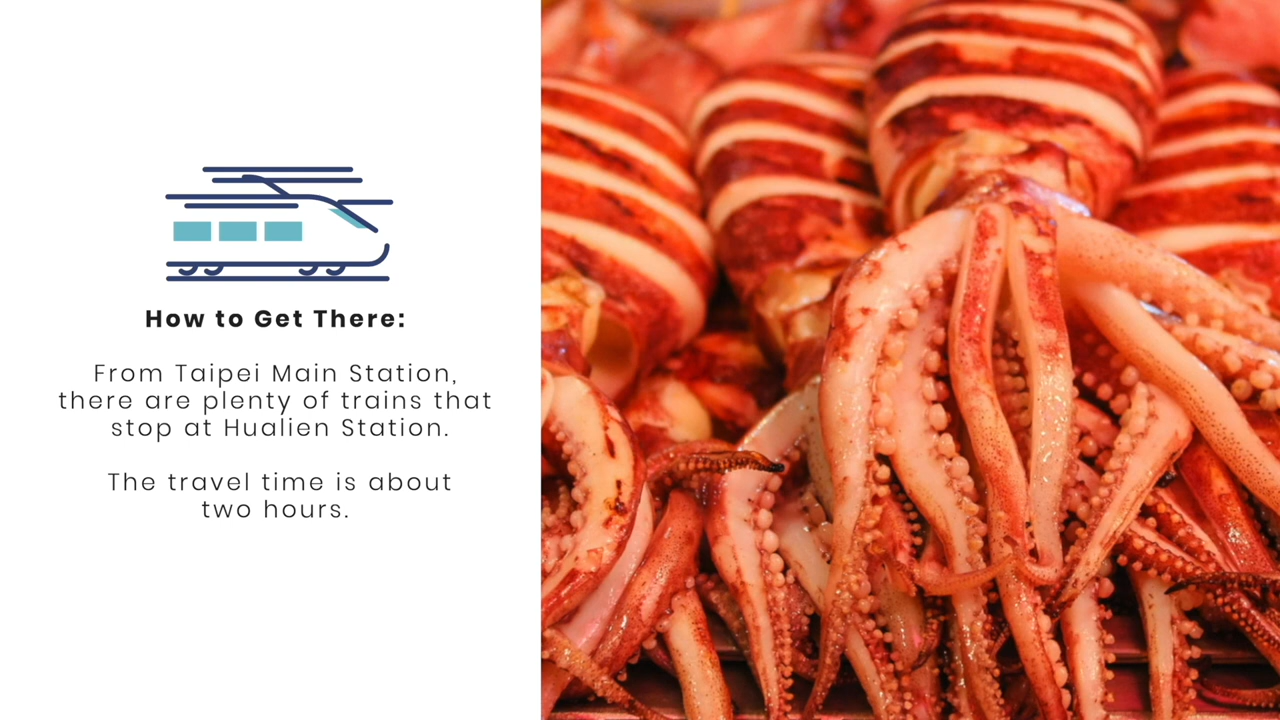 How to Get There:
From Taipei Main Station,
there are plenty of trains that
stop at Hualien Station.
The travel time is about
two hours.